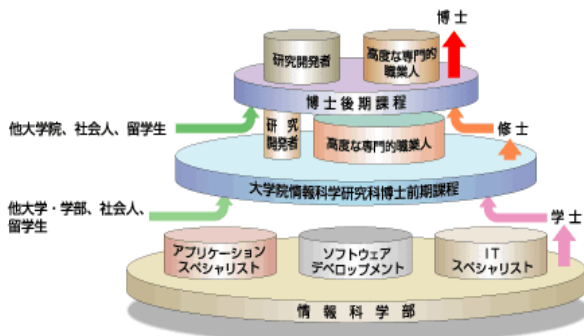 博 士
研究開発者
高度な専門的
職業人
博 士 後 期 課 程
他大学院、社会人、留学生
研 究
開発者
高度な専門的職業人
修 士
大学院情報科学研究科博士前期課程
他大学・学部、社会人、
留学生
学 士
アプリケーション
スペシャリスト
ソフトウェア
デベロップメント
IT
スペシャリスト
情 報 科 学 部